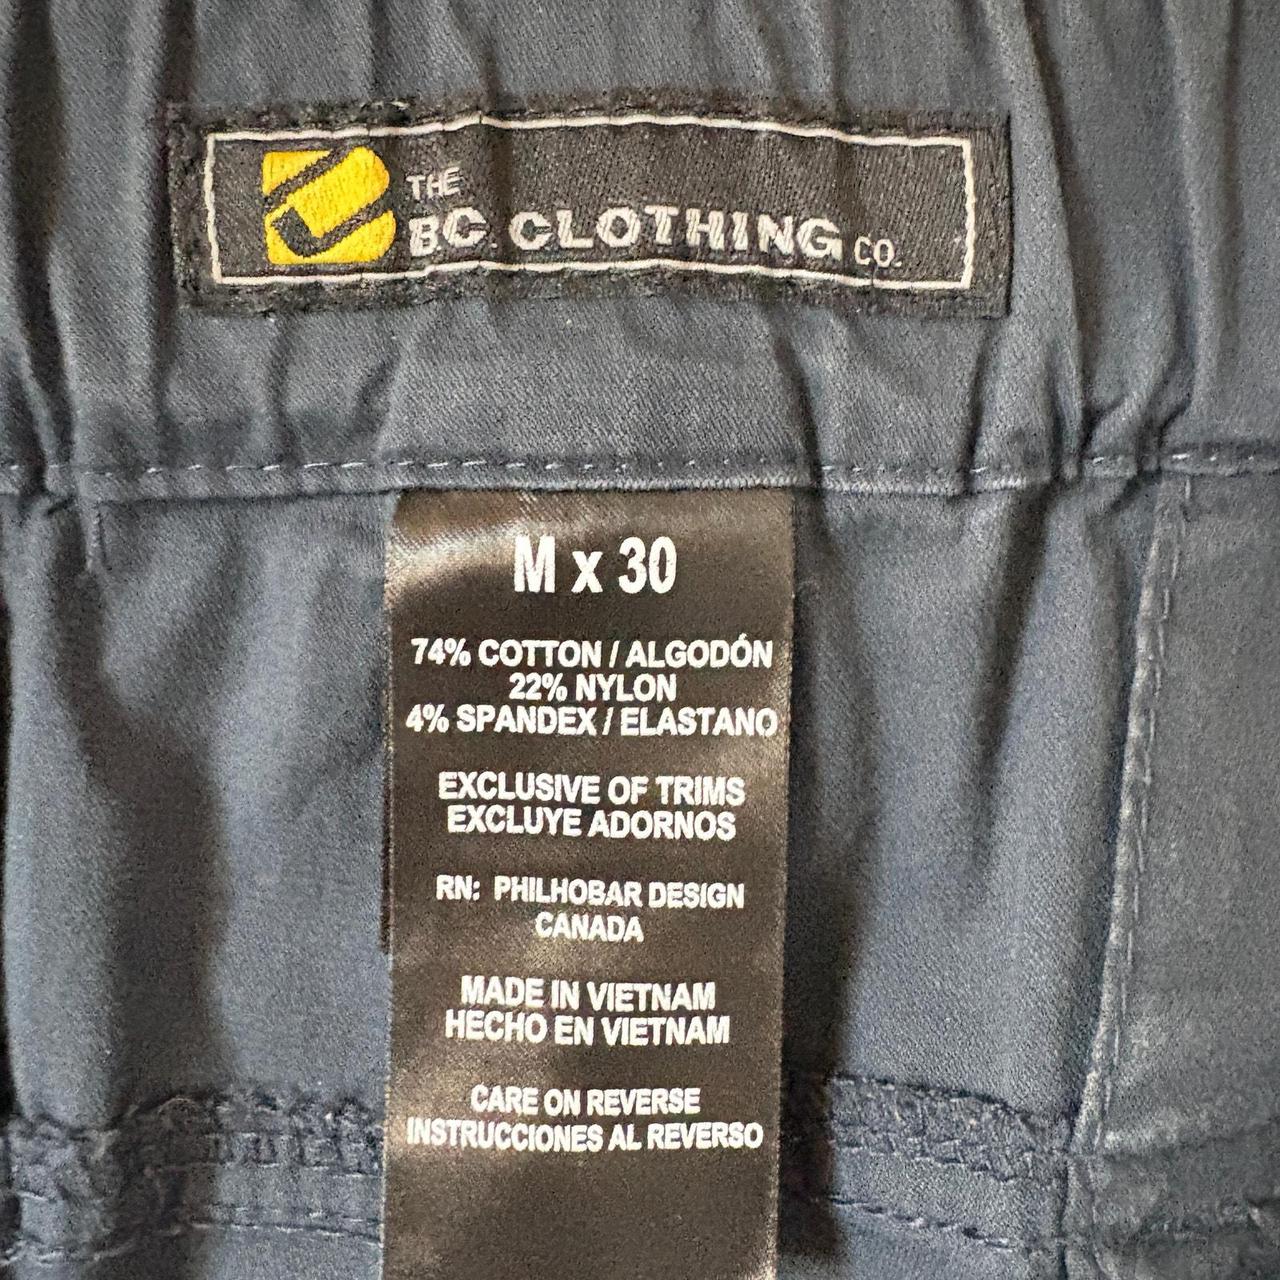 THE
BC. CLOTHING CO.
M x 30
74% COTTON / ALGODÓN
22% NYLON
4% SPANDEX / ELASTANO
EXCLUSIVE OF TRIMS
EXCLUYE ADORNOS
RN: PHILHOBAR DESIGN
CANADA
MADE IN VIETNAM
HECHO EN VIETNAM
CARE ON REVERSE
INSTRUCCIONES AL REVERSO